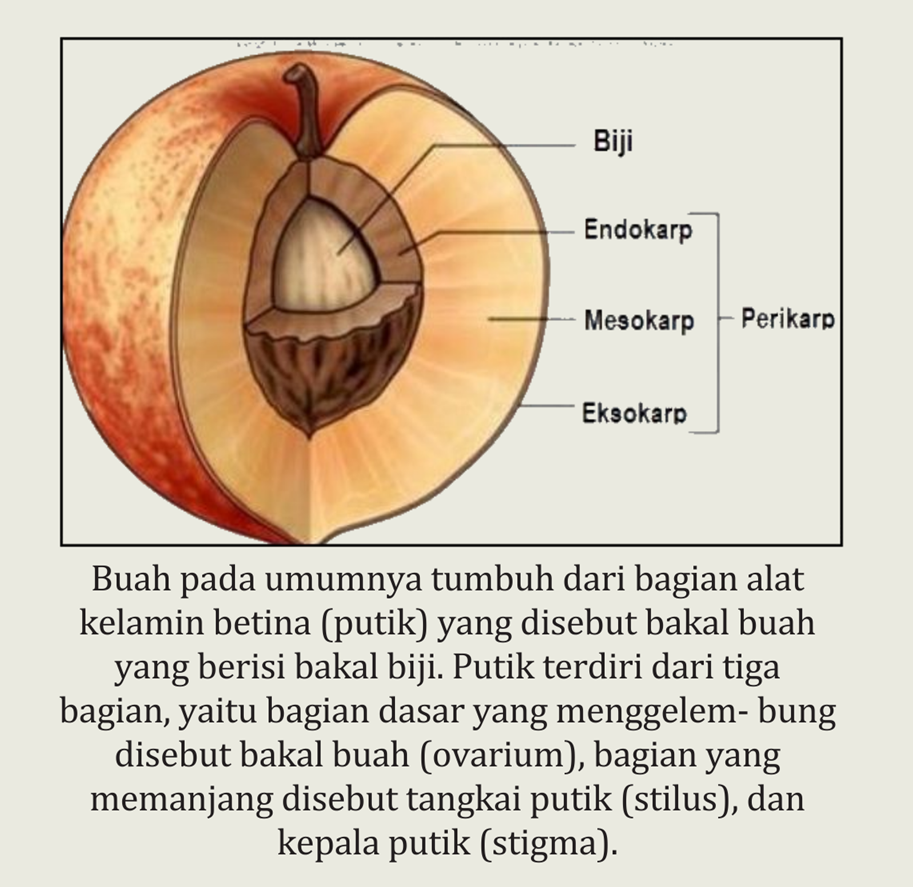 Biji
Endokarp
Mesokarp
Perikarp
Eksokarp
Buah pada umumnya tumbuh dari bagian alat
kelamin betina (putik) yang disebut bakal buah
yang berisi bakal biji. Putik terdiri dari tiga
bagian, yaitu bagian dasar yang menggelem- bung
disebut bakal buah (ovarium), bagian yang
memanjang disebut tangkai putik (stilus), dan
kepala putik (stigma).